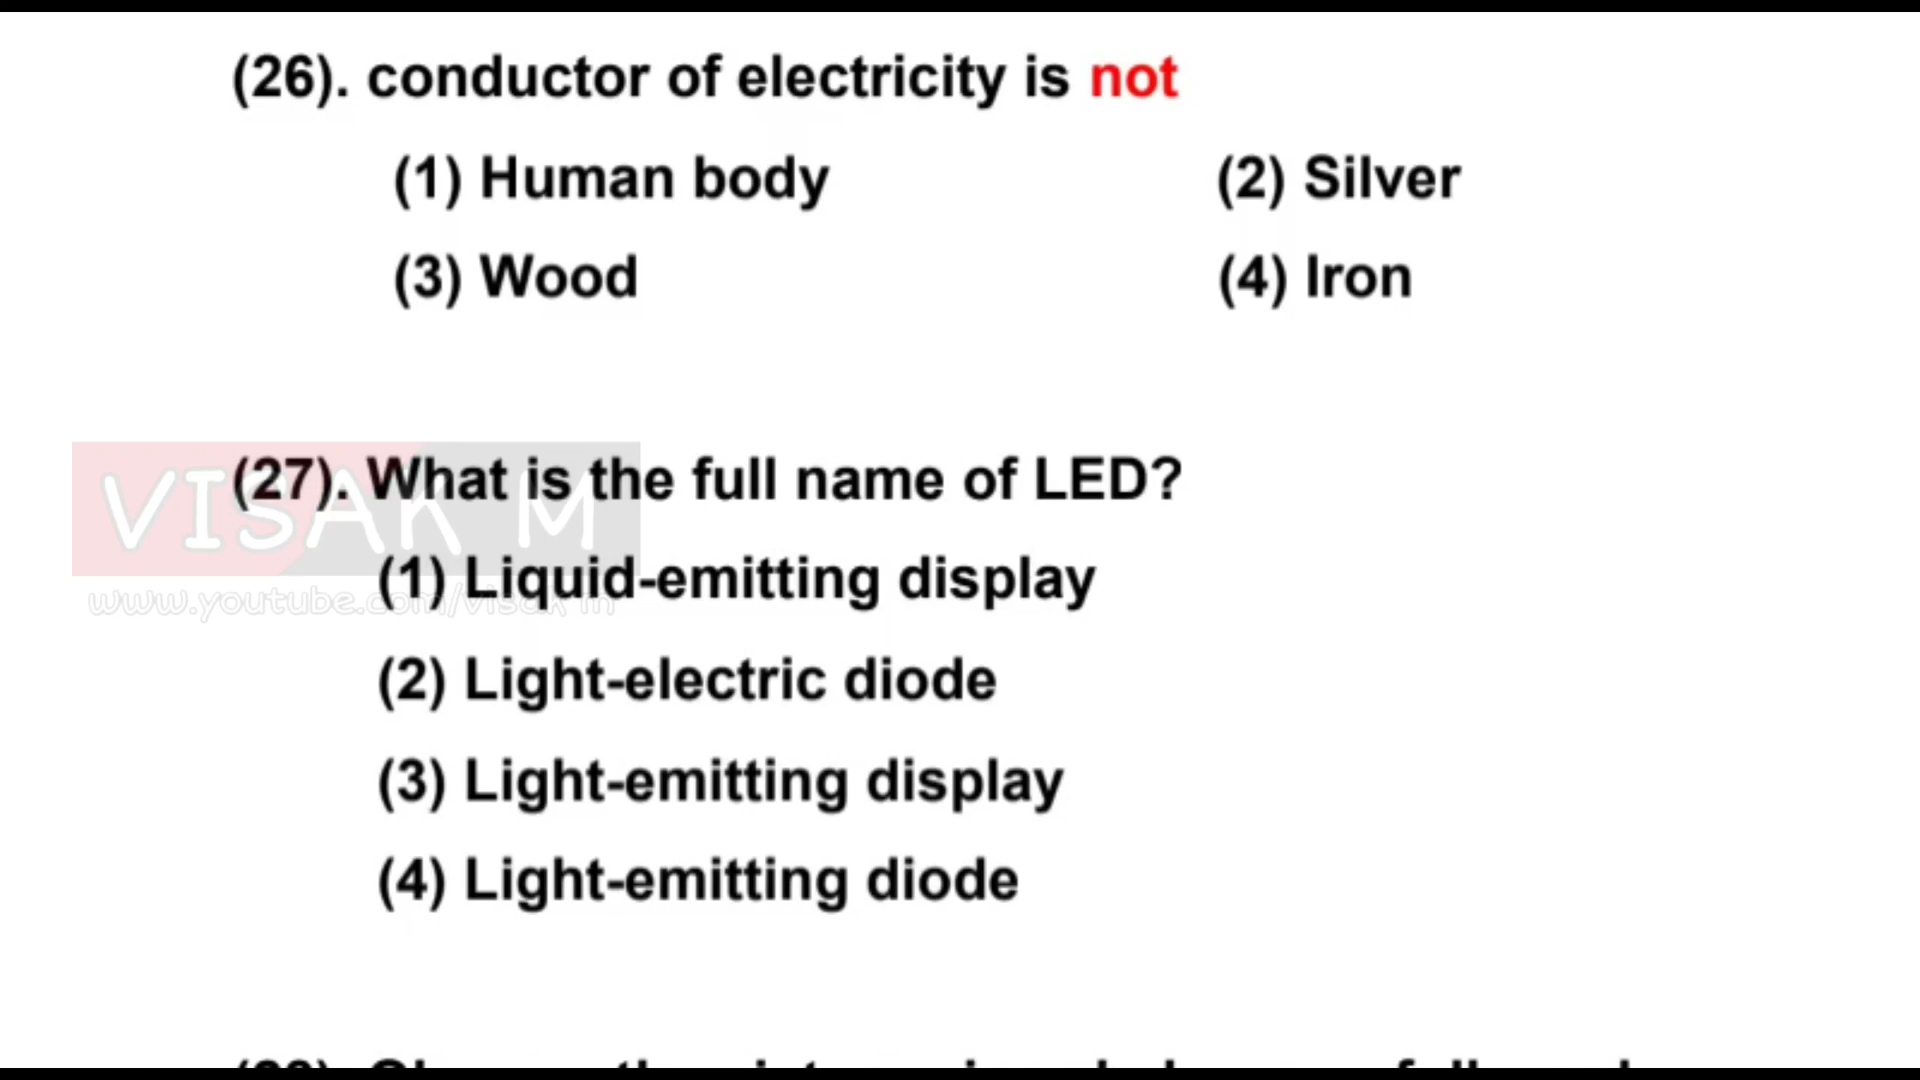 (26). conductor of electricity is not
(1) Human body (2) Silver
(3) Wood (4) Iron
(27). What is the full name of LED?
VISAK M
(1) Liquid-emitting display
www.youtube.com/visak m
(2) Light-electric diode
(3) Light-emitting display
(4) Light-emitting diode